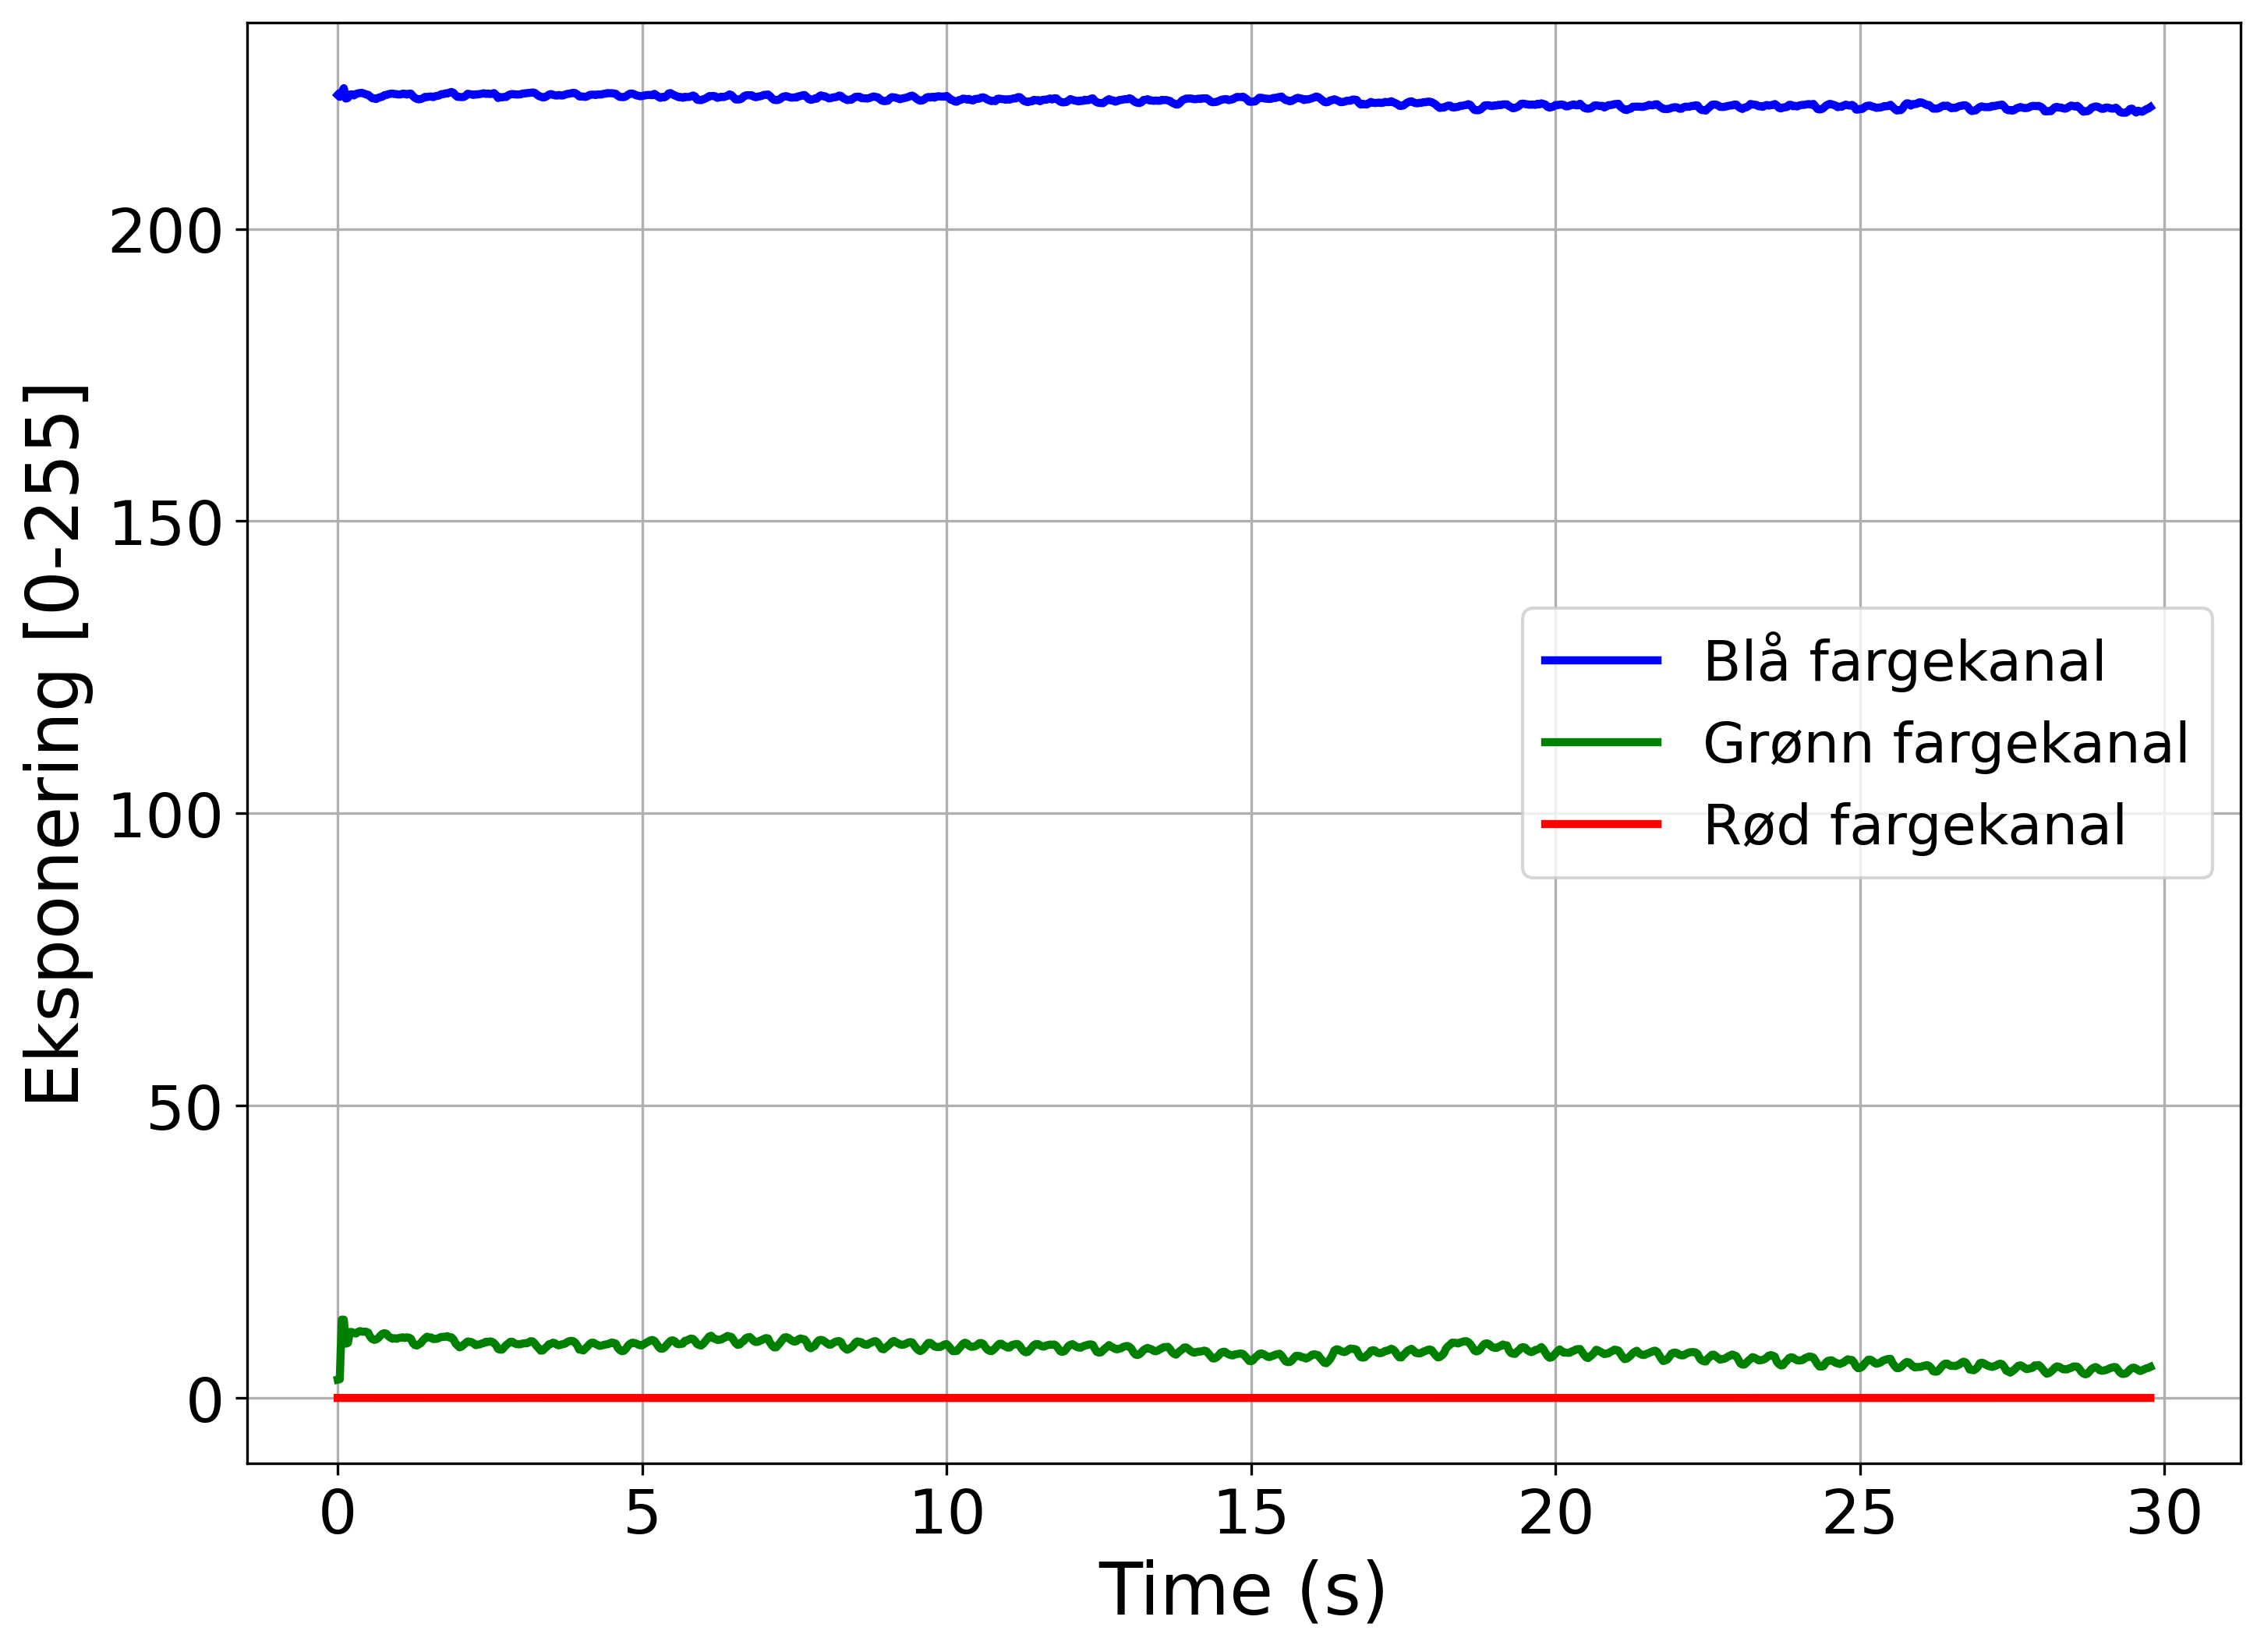 Eksponering [0-255]
200
150
100
50
0
Blå fargekanal
Grønn fargekanal
Rød fargekanal
0 5 10 15 20 25 30
Time (s)